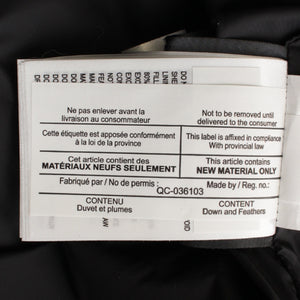 Ne pas enlever avant la
livraison au consommateur
Not to be removed until
delivered to the consumer
Cette étiquette est apposée conformément
à la loi de la province
This label is affixed in compliance
With provincial law
Cet article contient des
MATÉRIAUX NEUFS SEULEMENT
This article contains
NEW MATERIAL ONLY
Fabriqué par / No de permis :
Made by / Reg. no.:
QC-036103
CONTENU
Duvet et plumes
CONTENT
Down and Feathers